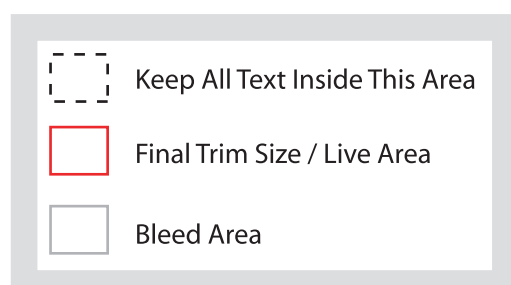 Keep All Text Inside This Area
Final Trim Size / Live Area
Bleed Area